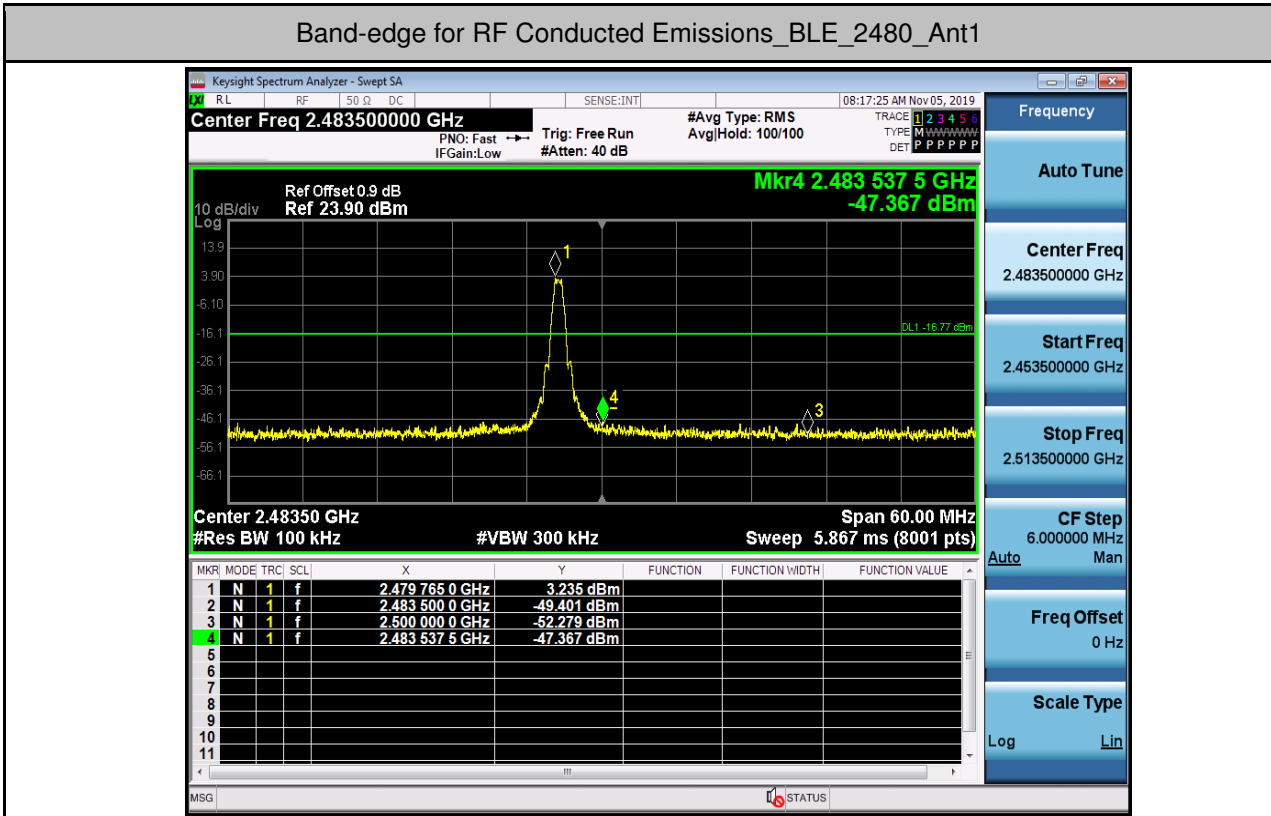 Band-edge for RF Conducted Emissions_BLE_2480_Ant1
Keysight Spectrum Analyzer - Swept SA
LXI RL RF 50 Ω DC SENSE:INT 08:17:25 AM Nov 05, 2019
Center Freq 2.483500000 GHz
PNO: Fast
IFGain:Low
Trig: Free Run
#Atten: 40 dB
#Avg Type: RMS
Avg|Hold: 100/100
TRACE 1 2 3 4 5 6
TYPE M WWWWW
DET P P P P P P
Mkr4 2.483 537 5 GHz
-47.367 dBm
Ref Offset 0.9 dB
10 dB/div Ref 23.90 dBm
Log
13.9
3.90
-6.10
-16.1
-26.1
-36.1
-46.1
-56.1
-66.1
1
DL1 -16.77 dBm
4
3
Center 2.48350 GHz Span 60.00 MHz
#Res BW 100 kHz #VBW 300 kHz Sweep 5.867 ms (8001 pts)
MKR MODE TRC SCL X Y FUNCTION FUNCTION WIDTH FUNCTION VALUE
1 N 1 f 2.479 765 0 GHz 3.235 dBm
2 N 1 f 2.483 500 0 GHz -49.401 dBm
3 N 1 f 2.500 000 0 GHz -52.279 dBm
4 N 1 f 2.483 537 5 GHz -47.367 dBm
5
6
7
8
9
10
11
MSG STATUS
Frequency
Auto Tune
Center Freq
2.483500000 GHz
Start Freq
2.453500000 GHz
Stop Freq
2.513500000 GHz
CF Step
6.000000 MHz
Auto Man
Freq Offset
0 Hz
Scale Type
Log Lin